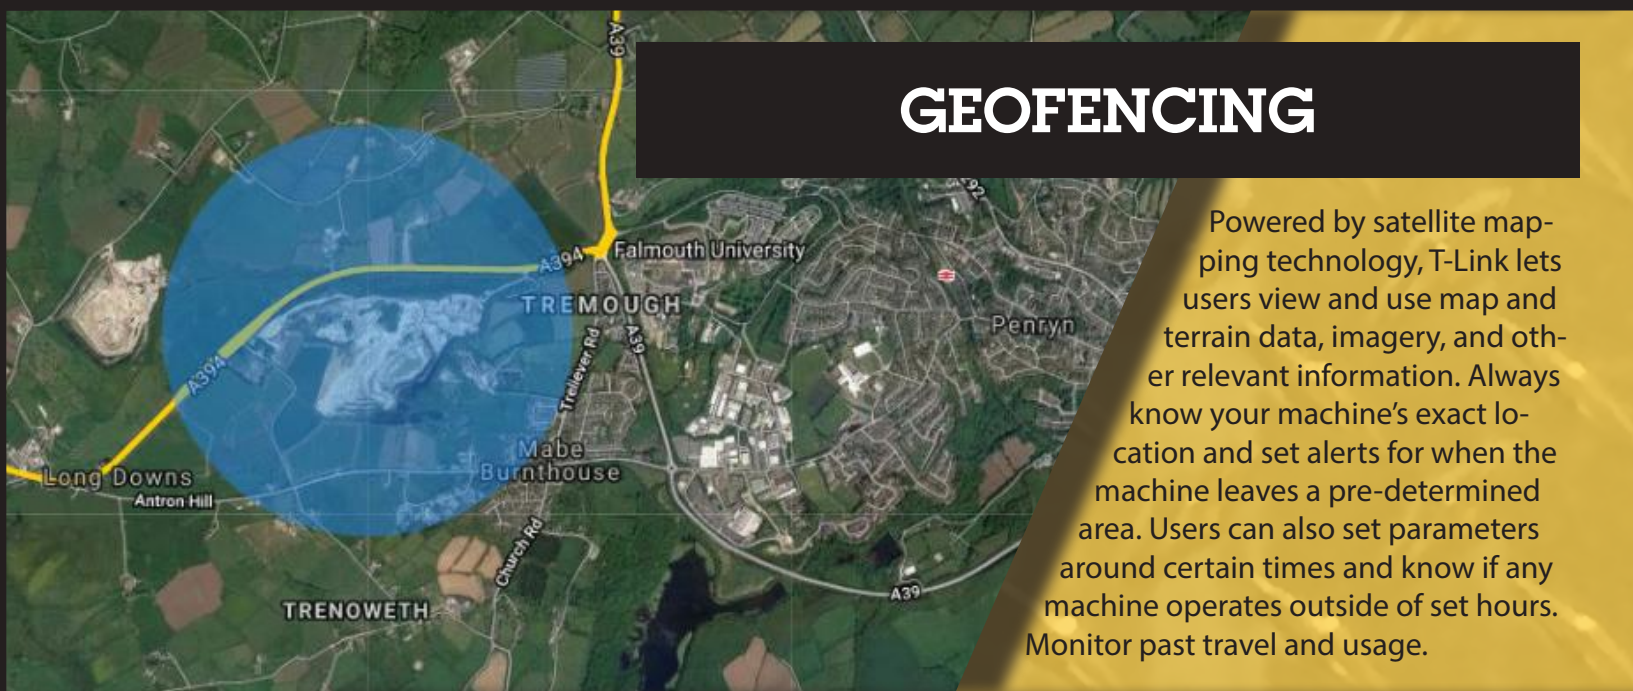 A39
GEOFENCING
Powered by satellite map-
ping technology, T-Link lets
users view and use map and
terrain data, imagery, and oth-
er relevant information. Always
know your machine's exact lo-
cation and set alerts for when the
machine leaves a pre-determined
area. Users can also set parameters
around certain times and know if any
machine operates outside of set hours.
Monitor past travel and usage.
A394
Falmouth University
TREMOUGH
A39
Penryn
Treliever Rd
A394
Mabe
Burnthouse
Long Downs
Antron Hill
Church Rd
A39
TRENOWETH